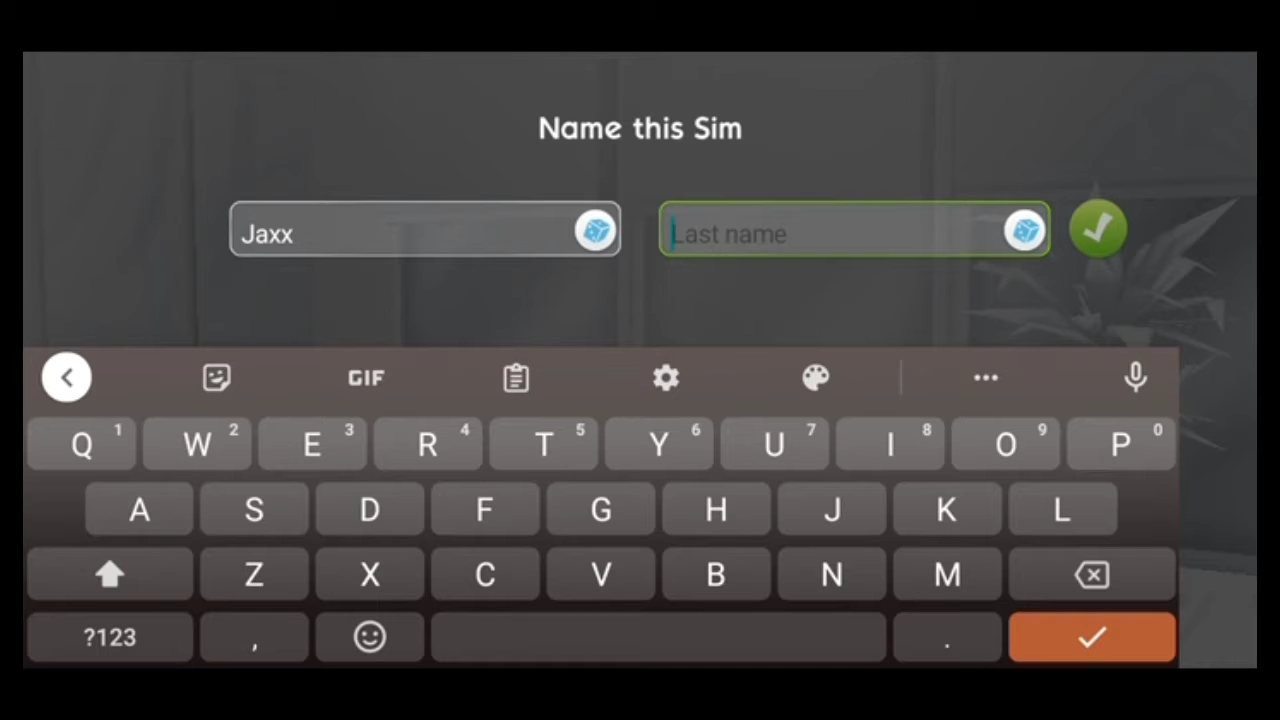 Name this Sim
Jaxx
Last name
GIF
Q 1 W 2 E 3 R 4 T 5 Y 6 U 7 I 8 O 9 P 0
A S D F G H J K L
Z X C V B N M
?123 , .